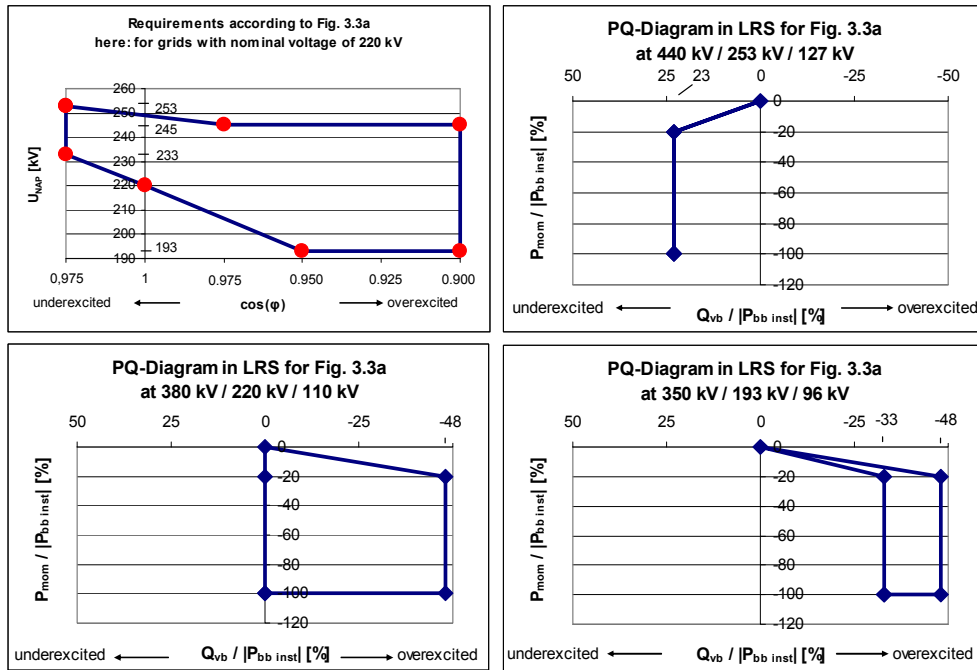 Requirements according to Fig. 3.3a
here: for grids with nominal voltage of 220 kV
260
253
250
245
240
233
230
220
210
200
193
190
U_NAP [kV]
0,975 1 0.975 0.950 0.925 0.900
underexcited cos(φ) overexcited
PQ-Diagram in LRS for Fig. 3.3a
at 440 kV / 253 kV / 127 kV
50 25 23 0 -25 -50
0
-20
-40
-60
-80
-100
-120
P_mom / |P_bb inst| [%]
underexcited Q_vb / |P_bb inst| [%] overexcited
PQ-Diagram in LRS for Fig. 3.3a
at 380 kV / 220 kV / 110 kV
50 25 0 -25 -48
0
-20
-40
-60
-80
-100
-120
P_mom / |P_bb inst| [%]
underexcited Q_vb / |P_bb inst| [%] overexcited
PQ-Diagram in LRS for Fig. 3.3a
at 350 kV / 193 kV / 96 kV
50 25 0 -25 -33 -48
0
-20
-40
-60
-80
-100
-120
P_mom / |P_bb inst| [%]
underexcited Q_vb / |P_bb inst| [%] overexcited